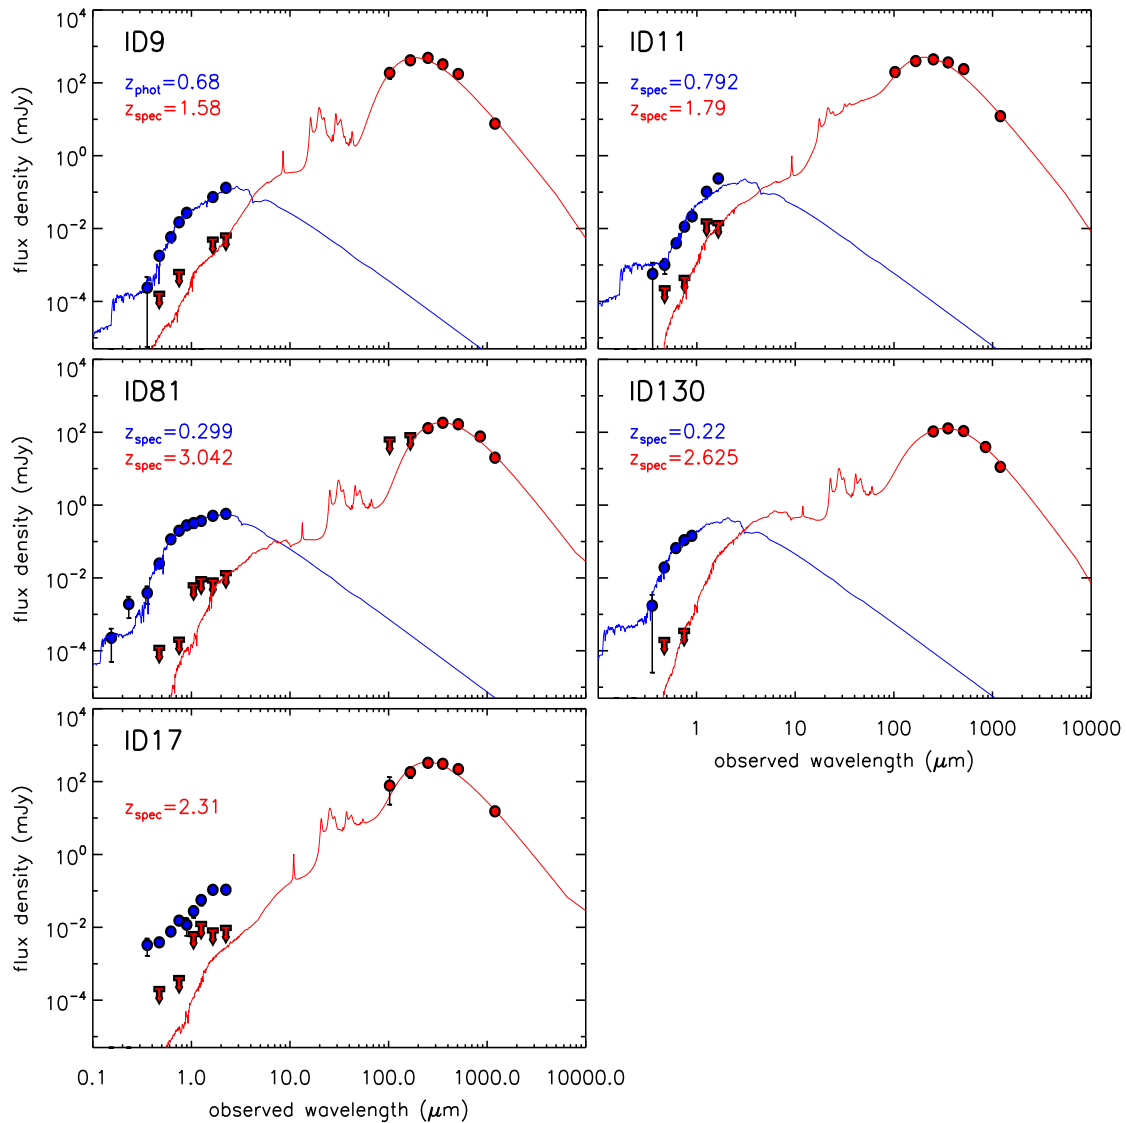 ID9
z_phot=0.68
z_spec=1.58
10^4
10^2
10^0
10^-2
10^-4
flux density (mJy)
ID11
z_spec=0.792
z_spec=1.79
ID81
z_spec=0.299
z_spec=3.042
10^4
10^2
10^0
10^-2
10^-4
flux density (mJy)
ID130
z_spec=0.22
z_spec=2.625
1 10 100 1000 10000
observed wavelength (μm)
ID17
z_spec=2.31
10^4
10^2
10^0
10^-2
10^-4
flux density (mJy)
0.1 1.0 10.0 100.0 1000.0 10000.0
observed wavelength (μm)